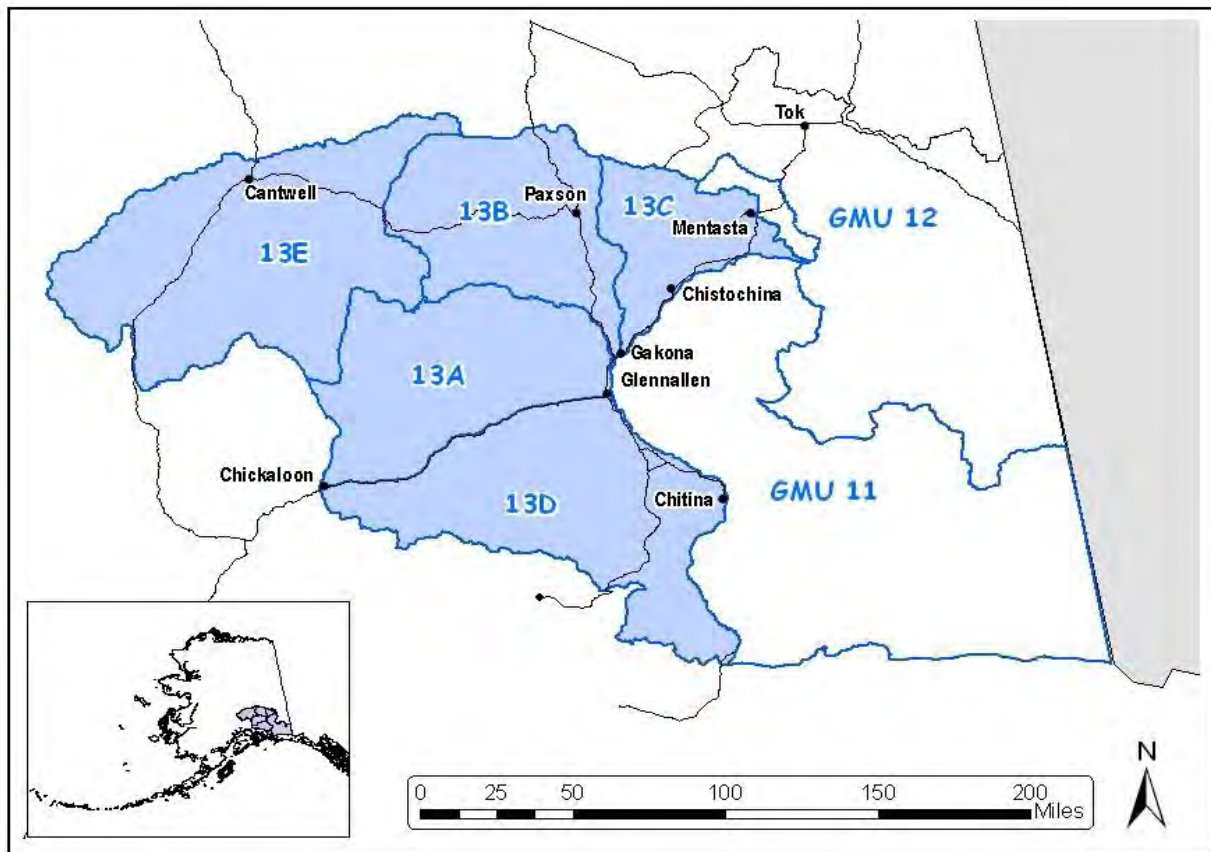 Tok
Cantwell
Paxson
13B
13C
Mentasta
GMU 12
13E
Chistochina
Gakona
13A
Glennallen
Chickaloon
13D
Chitina
GMU 11
N
0 25 50 100 150 200
Miles